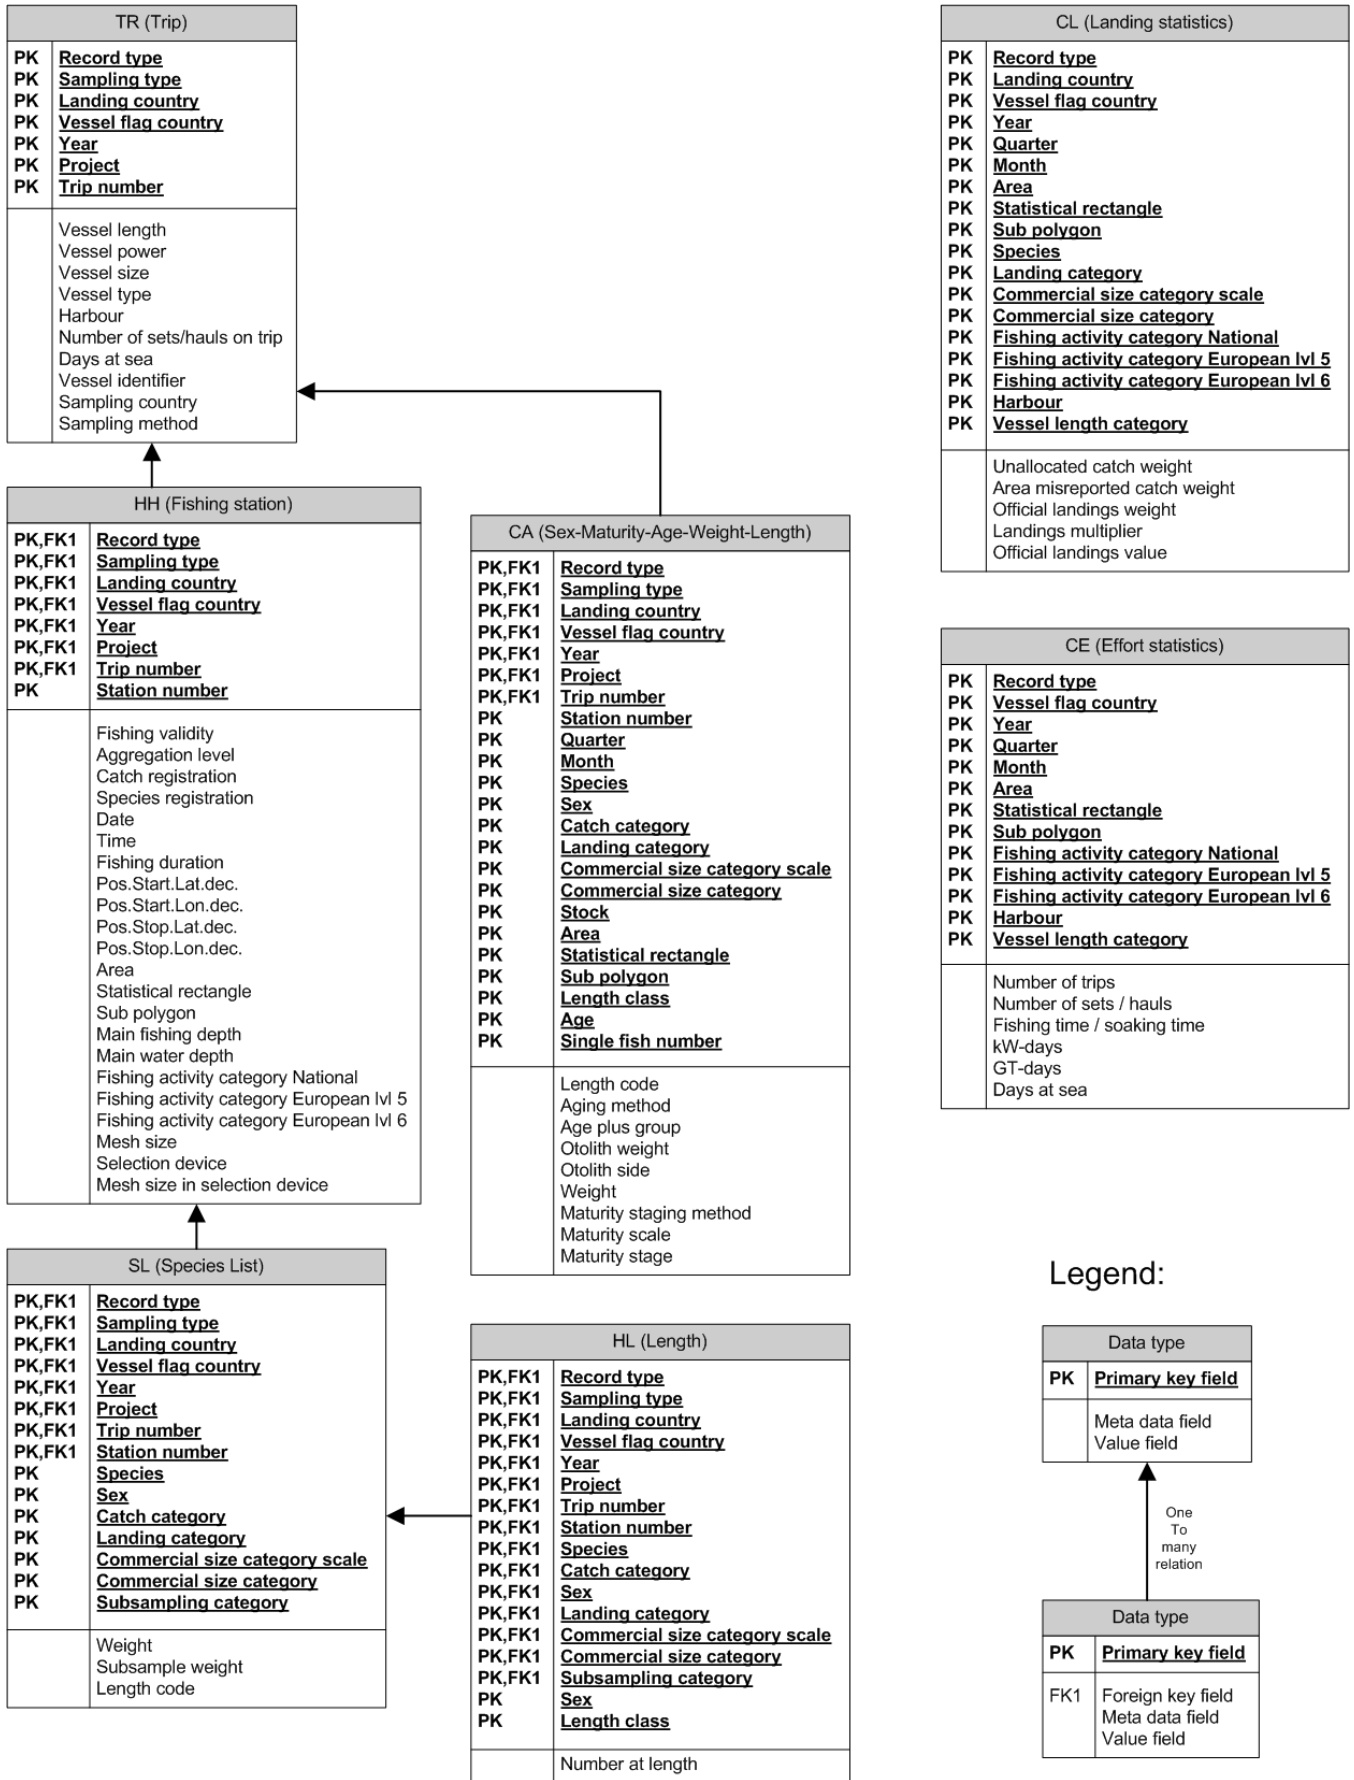 TR (Trip)
PK Record type
PK Sampling type
PK Landing country
PK Vessel flag country
PK Year
PK Project
PK Trip number
Vessel length
Vessel power
Vessel size
Vessel type
Harbour
Number of sets/hauls on trip
Days at sea
Vessel identifier
Sampling country
Sampling method
HH (Fishing station)
PK,FK1 Record type
PK,FK1 Sampling type
PK,FK1 Landing country
PK,FK1 Vessel flag country
PK,FK1 Year
PK,FK1 Project
PK,FK1 Trip number
PK Station number
Fishing validity
Aggregation level
Catch registration
Species registration
Date
Time
Fishing duration
Pos.Start.Lat.dec.
Pos.Start.Lon.dec.
Pos.Stop.Lat.dec.
Pos.Stop.Lon.dec.
Area
Statistical rectangle
Sub polygon
Main fishing depth
Main water depth
Fishing activity category National
Fishing activity category European lvl 5
Fishing activity category European lvl 6
Mesh size
Selection device
Mesh size in selection device
SL (Species List)
PK,FK1 Record type
PK,FK1 Sampling type
PK,FK1 Landing country
PK,FK1 Vessel flag country
PK,FK1 Year
PK,FK1 Project
PK,FK1 Trip number
PK,FK1 Station number
PK Species
PK Sex
PK Catch category
PK Landing category
PK Commercial size category scale
PK Commercial size category
PK Subsampling category
Weight
Subsample weight
Length code
CA (Sex-Maturity-Age-Weight-Length)
PK,FK1 Record type
PK,FK1 Sampling type
PK,FK1 Landing country
PK,FK1 Vessel flag country
PK,FK1 Year
PK,FK1 Project
PK,FK1 Trip number
PK Station number
PK Quarter
PK Month
PK Species
PK Sex
PK Catch category
PK Landing category
PK Commercial size category scale
PK Commercial size category
PK Stock
PK Area
PK Statistical rectangle
PK Sub polygon
PK Length class
PK Age
PK Single fish number
Length code
Aging method
Age plus group
Otolith weight
Otolith side
Weight
Maturity staging method
Maturity scale
Maturity stage
HL (Length)
PK,FK1 Record type
PK,FK1 Sampling type
PK,FK1 Landing country
PK,FK1 Vessel flag country
PK,FK1 Year
PK,FK1 Project
PK,FK1 Trip number
PK,FK1 Station number
PK,FK1 Species
PK,FK1 Catch category
PK,FK1 Sex
PK,FK1 Landing category
PK,FK1 Commercial size category scale
PK,FK1 Commercial size category
PK,FK1 Subsampling category
PK Sex
PK Length class
Number at length
CL (Landing statistics)
PK Record type
PK Landing country
PK Vessel flag country
PK Year
PK Quarter
PK Month
PK Area
PK Statistical rectangle
PK Sub polygon
PK Species
PK Landing category
PK Commercial size category scale
PK Commercial size category
PK Fishing activity category National
PK Fishing activity category European lvl 5
PK Fishing activity category European lvl 6
PK Harbour
PK Vessel length category
Unallocated catch weight
Area misreported catch weight
Official landings weight
Landings multiplier
Official landings value
CE (Effort statistics)
PK Record type
PK Vessel flag country
PK Year
PK Quarter
PK Month
PK Area
PK Statistical rectangle
PK Sub polygon
PK Fishing activity category National
PK Fishing activity category European lvl 5
PK Fishing activity category European lvl 6
PK Harbour
PK Vessel length category
Number of trips
Number of sets / hauls
Fishing time / soaking time
kW-days
GT-days
Days at sea
Legend:
Data type
PK Primary key field
Meta data field
Value field
One
To
many
relation
Data type
PK Primary key field
FK1 Foreign key field
Meta data field
Value field